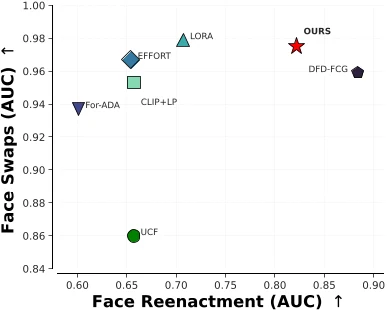 1.00
0.98
0.96
0.94
0.92
0.90
0.88
0.86
0.84
Face Swaps (AUC) ↑
LORA
OURS
EFFORT
DFD-FCG
CLIP+LP
For-ADA
UCF
0.60
0.65
0.70
0.75
0.80
0.85
0.90
Face Reenactment (AUC) ↑